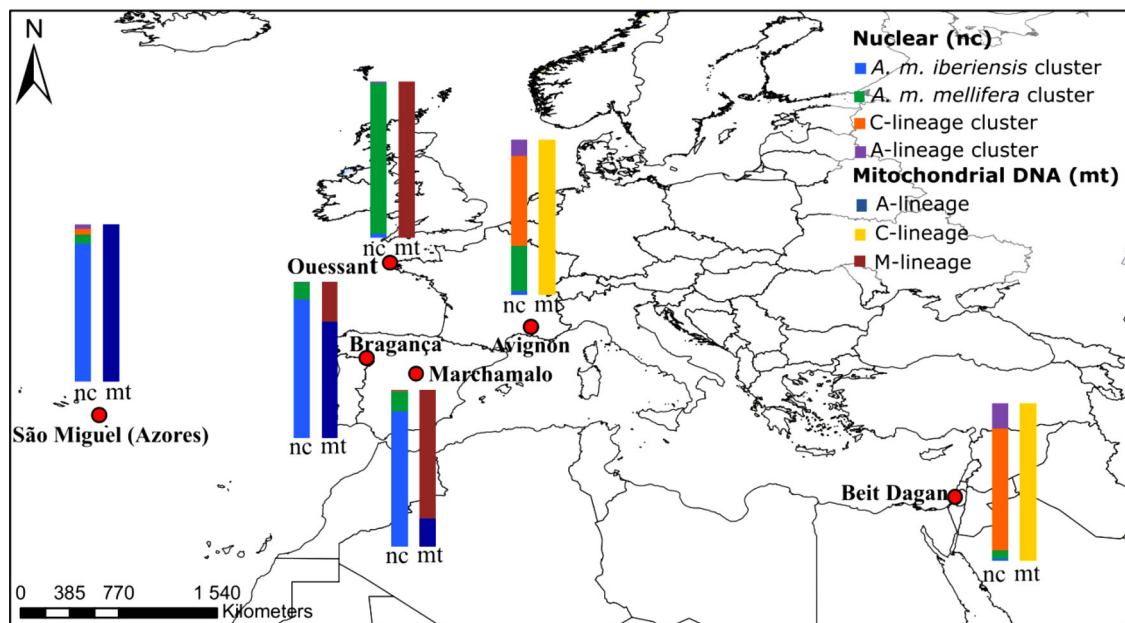 N
Nuclear (nc)
A. m. iberiensis cluster
A. m. mellifera cluster
C-lineage cluster
A-lineage cluster
Mitochondrial DNA (mt)
A-lineage
C-lineage
M-lineage
nc mt
Ouessant
nc mt
Avignon
Bragança
Marchamalo
nc mt
São Miguel (Azores)
nc mt
nc mt
Beit Dagan
nc mt
0 385 770 1 540
Kilometers